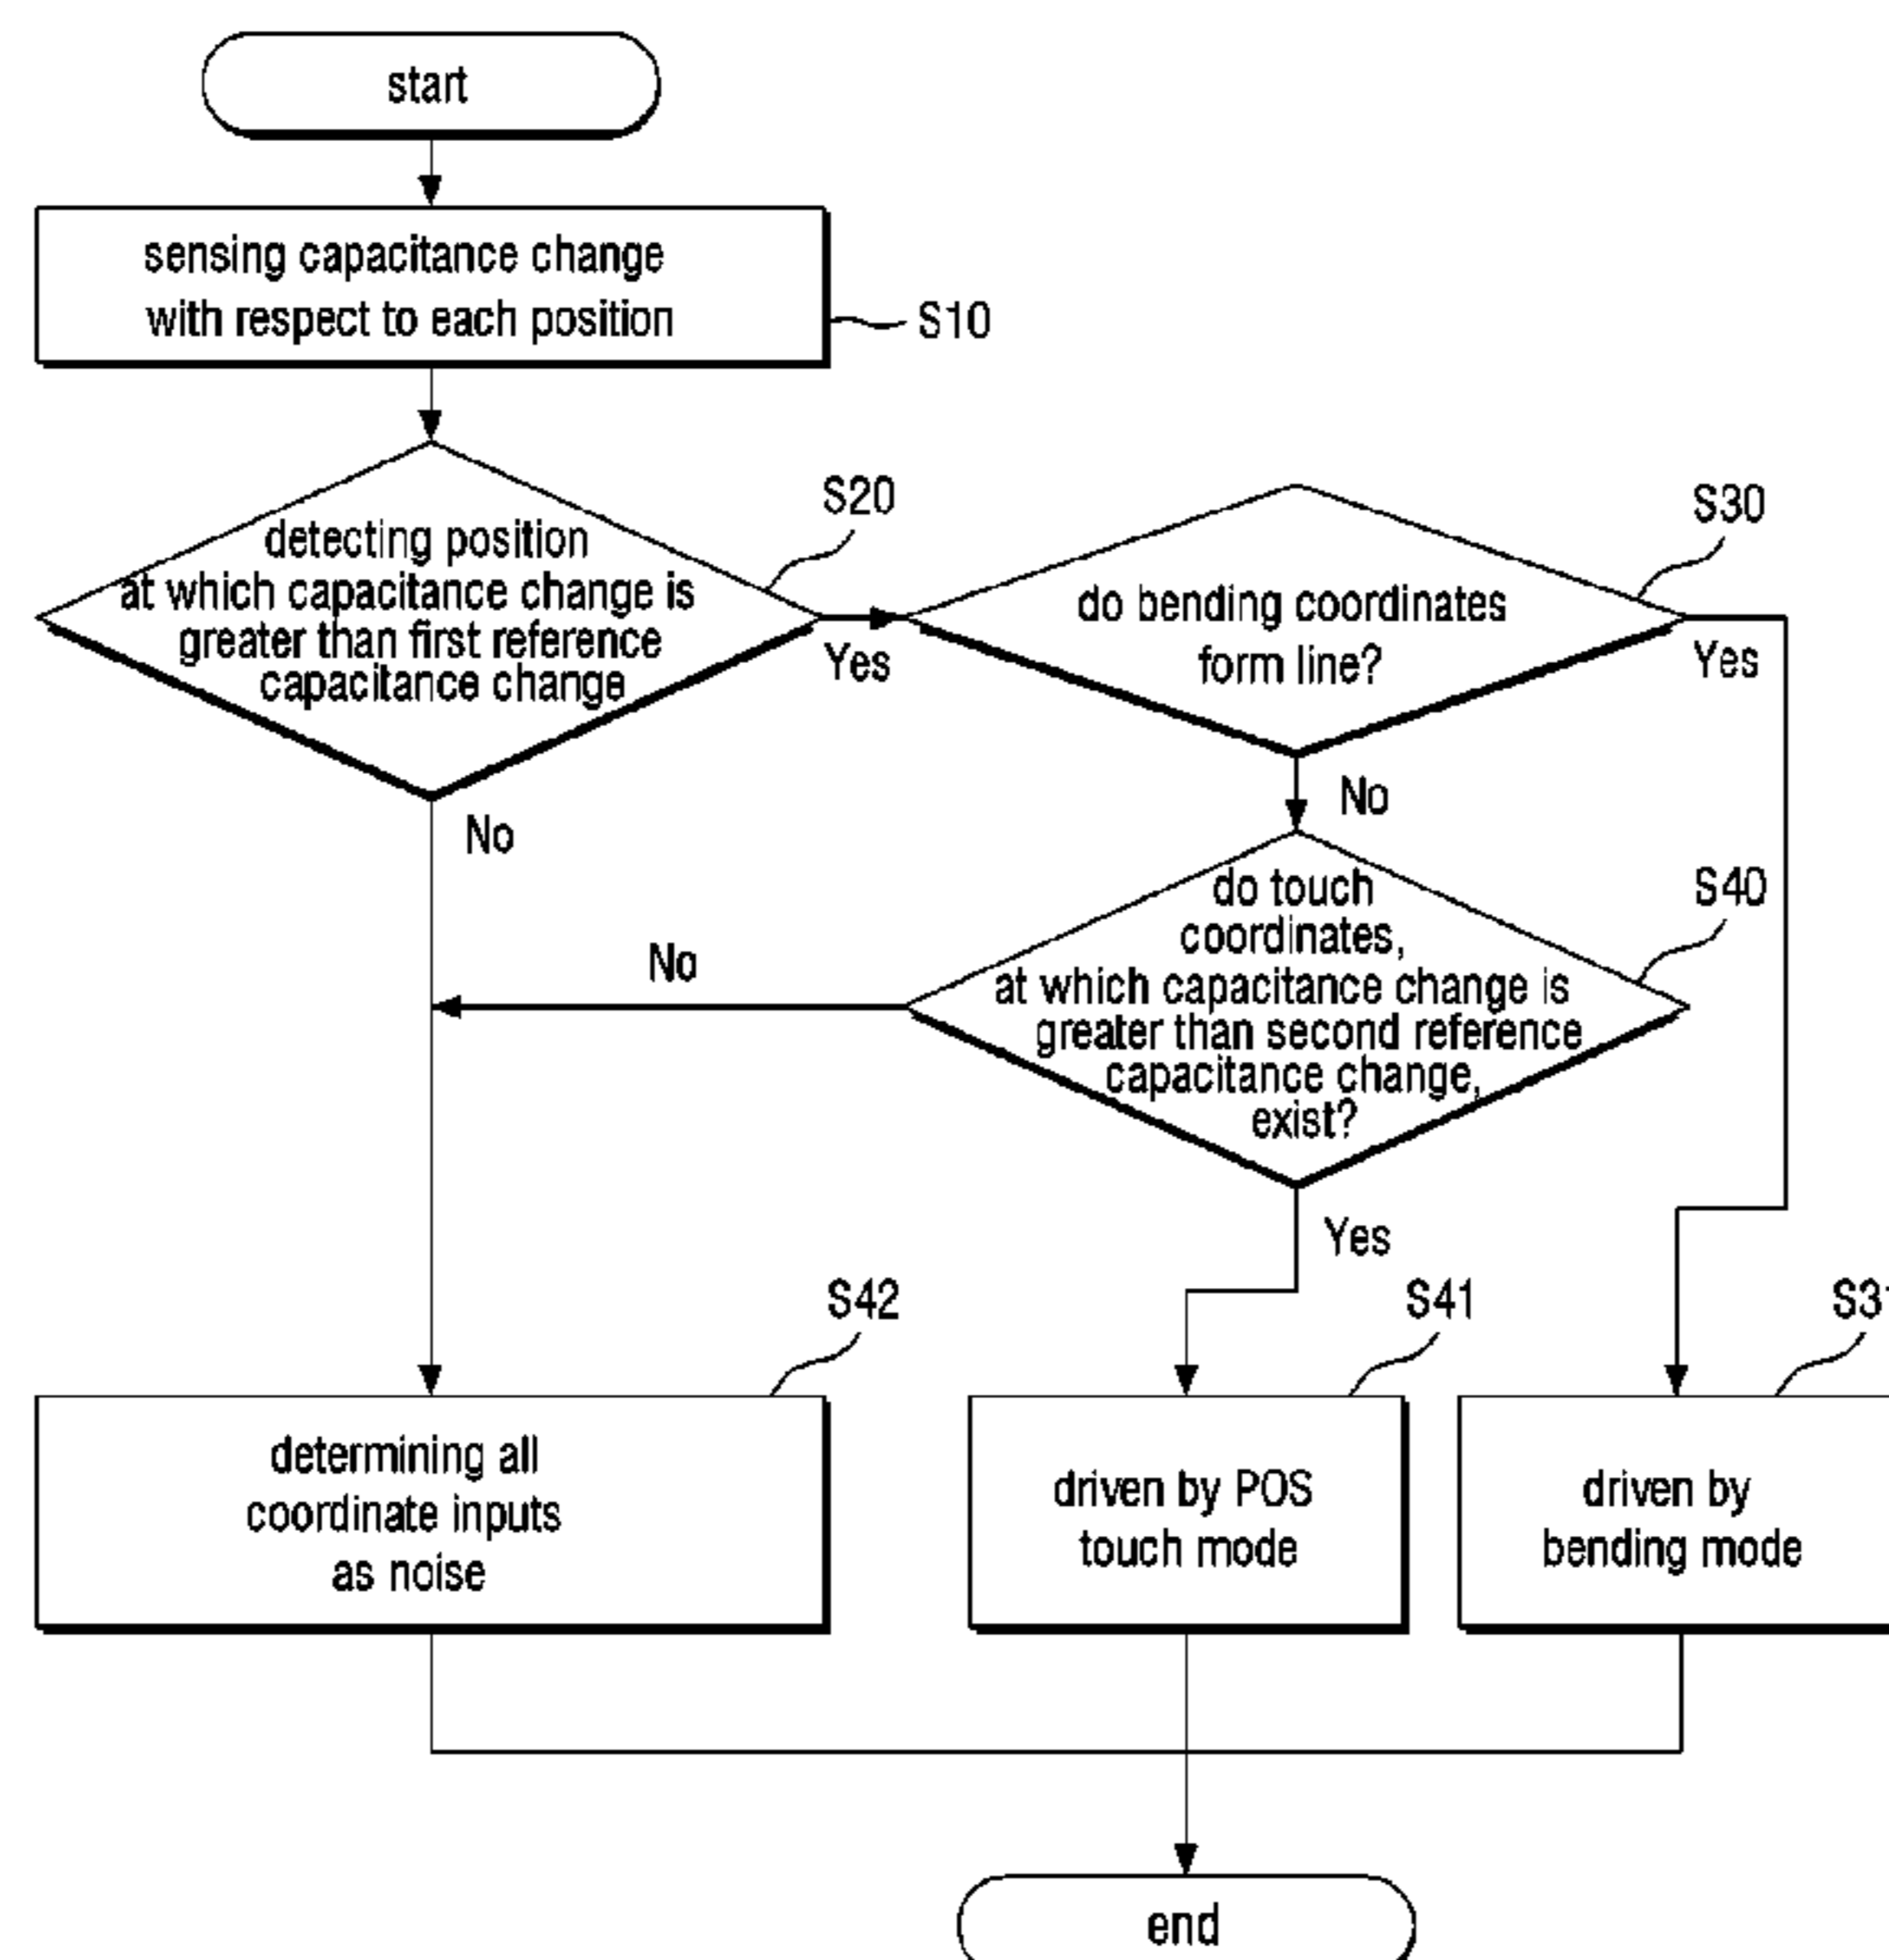 start
sensing capacitance change
with respect to each position
S10
detecting position
at which capacitance change is
greater than first reference
capacitance change
S20
Yes
No
do bending coordinates
form line?
S30
Yes
No
do touch
coordinates,
at which capacitance change is
greater than second reference
capacitance change,
exist?
S40
No
Yes
determining all
coordinate inputs
as noise
S42
driven by POS
touch mode
S41
driven by
bending mode
end